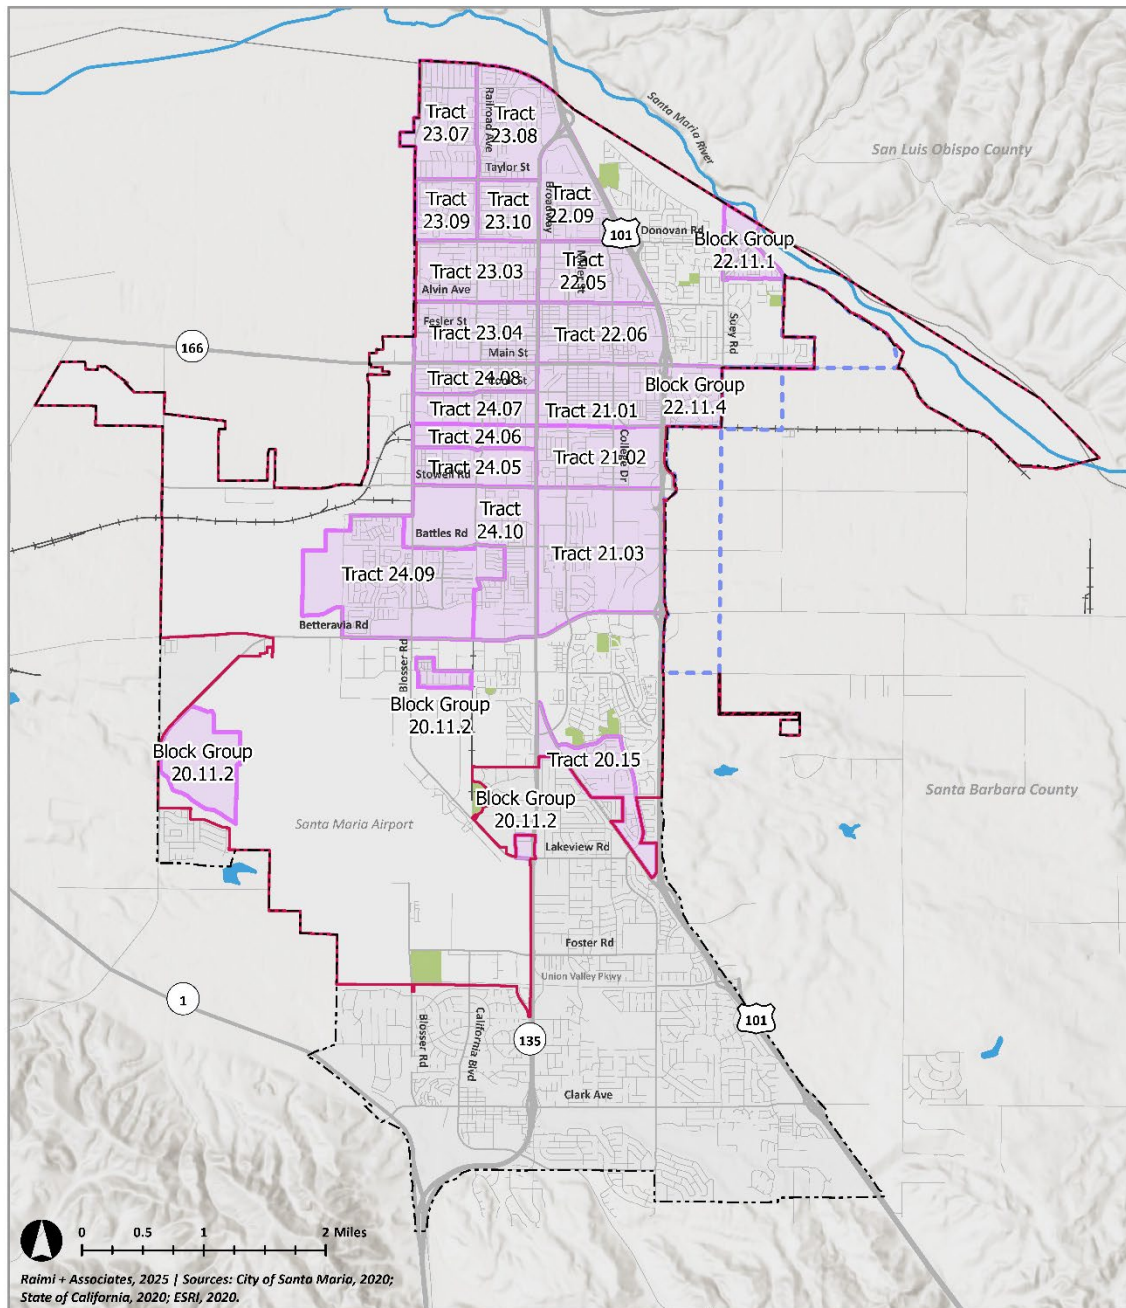 Santa Maria River
San Luis Obispo County
Tract
23.07
Railroad Ave
Tract
23.08
Taylor St
Tract
23.09
Tract
23.10
Broadway
Tract
22.09
101
Donovan Rd
Block Group
22.11.1
Tract 23.03
Miller St
Tract
22.05
Alvin Ave
Fesler St
Tract 23.04
Tract 22.06
Suey Rd
166
Main St
Tract 24.08
Cook St
Block Group
22.11.4
Tract 24.07
Tract 21.01
Tract 24.06
College Dr
Tract 21.02
Tract 24.05
Stowell Rd
Tract
24.10
Battles Rd
Tract 21.03
Tract 24.09
Betteravia Rd
Blosser Rd
Block Group
20.11.2
Block Group
20.11.2
Tract 20.15
Block Group
20.11.2
Santa Barbara County
Santa Maria Airport
Lakeview Rd
Foster Rd
Union Valley Pkwy
1
101
Blosser Rd
California Blvd
135
Clark Ave
0 0.5 1 2 Miles
Raimi + Associates, 2025 | Sources: City of Santa Maria, 2020;
State of California, 2020; ESRI, 2020.